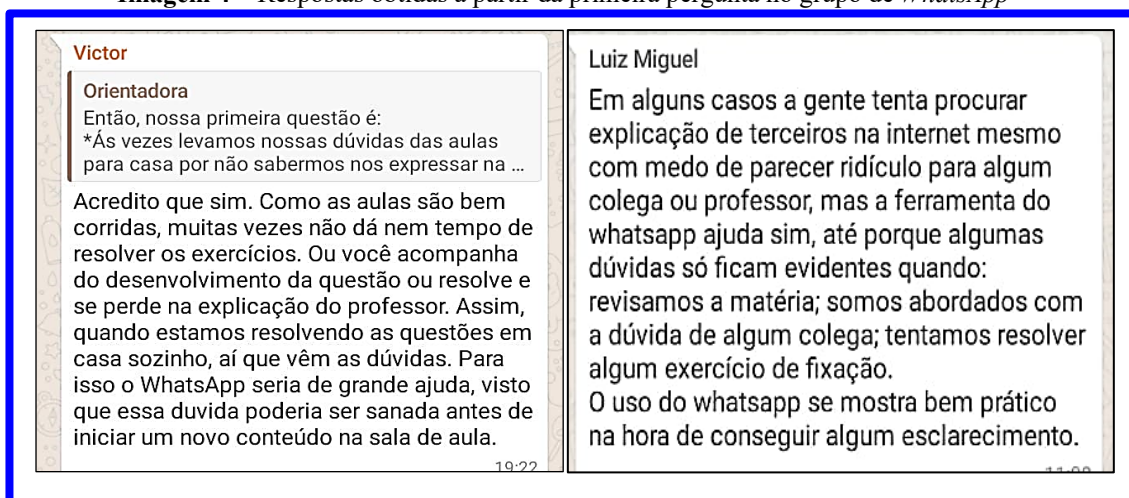 Victor
Orientadora
Então, nossa primeira questão é:
*Ás vezes levamos nossas dúvidas das aulas
para casa por não sabermos nos expressar na ...
Acredito que sim. Como as aulas são bem
corridas, muitas vezes não dá nem tempo de
resolver os exercícios. Ou você acompanha
do desenvolvimento da questão ou resolve e
se perde na explicação do professor. Assim,
quando estamos resolvendo as questões em
casa sozinho, aí que vêm as dúvidas. Para
isso o WhatsApp seria de grande ajuda, visto
que essa duvida poderia ser sanada antes de
iniciar um novo conteúdo na sala de aula.
19:22
Luiz Miguel
Em alguns casos a gente tenta procurar
explicação de terceiros na internet mesmo
com medo de parecer ridículo para algum
colega ou professor, mas a ferramenta do
whatsapp ajuda sim, até porque algumas
dúvidas só ficam evidentes quando:
revisamos a matéria; somos abordados com
a dúvida de algum colega; tentamos resolver
algum exercício de fixação.
O uso do whatsapp se mostra bem prático
na hora de conseguir algum esclarecimento.